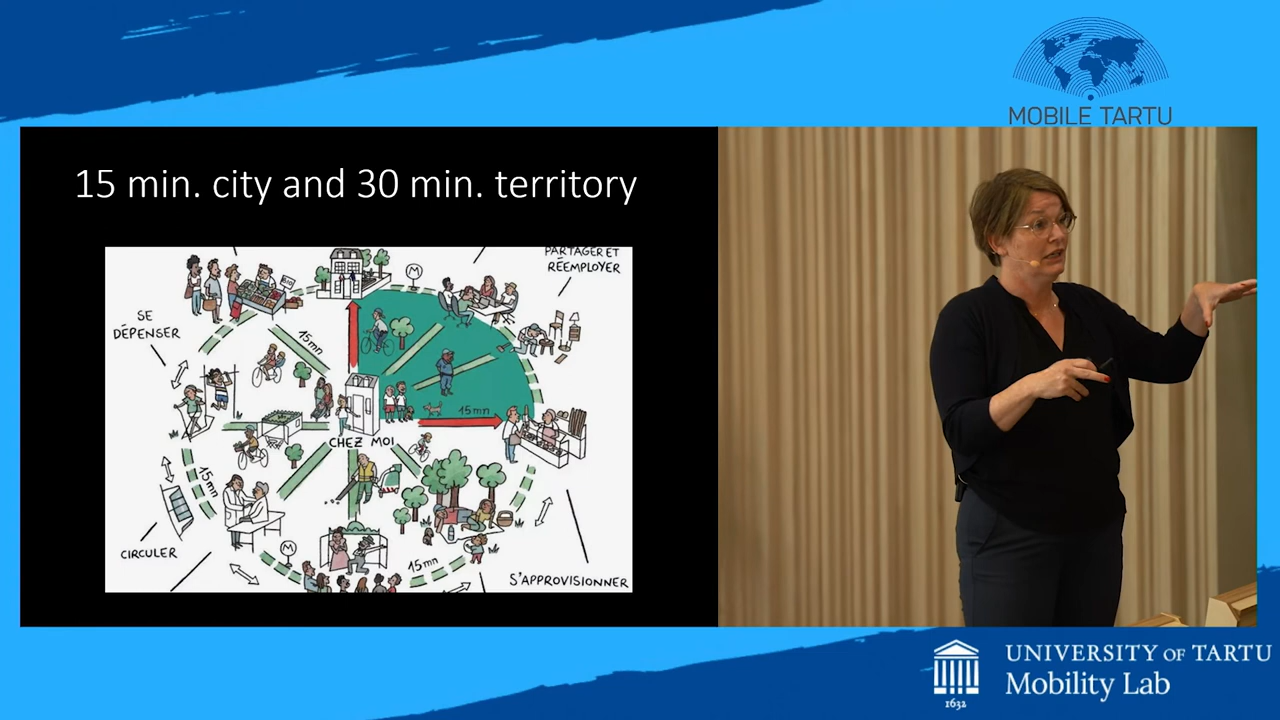 MOBILE TARTU
15 min. city and 30 min. territory
PARTAGER ET
RÉEMPLOYER
M
BIO
SE
DÉPENSER
15mn
15mn
CHEZ MOI
15mn
CIRCULER
M
15mn
S'APPROVISIONNER
1632
UNIVERSITY OF TARTU
Mobility Lab